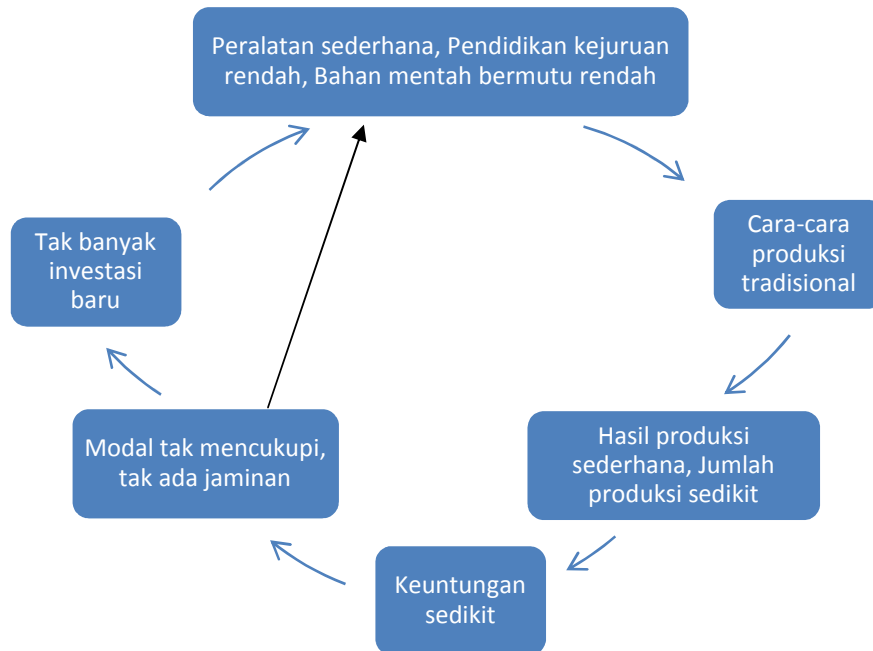 Peralatan sederhana, Pendidikan kejuruan
rendah, Bahan mentah bermutu rendah
Cara-cara
produksi
tradisional
Hasil produksi
sederhana, Jumlah
produksi sedikit
Keuntungan
sedikit
Modal tak mencukupi,
tak ada jaminan
Tak banyak
investasi
baru